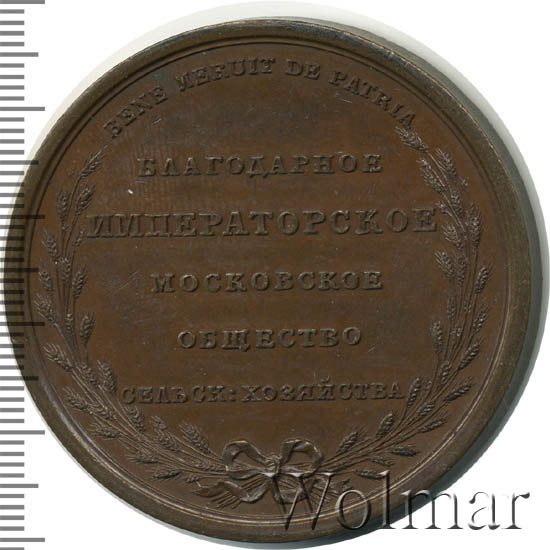 BENE MERUIT DE PATRIA
БЛАГОДАРНОЕ
ИМПЕРАТОРСКОЕ
МОСКОВСКОЕ
ОБЩЕСТВО
СЕЛЬСК: ХОЗЯЙСТВА
Wolmar